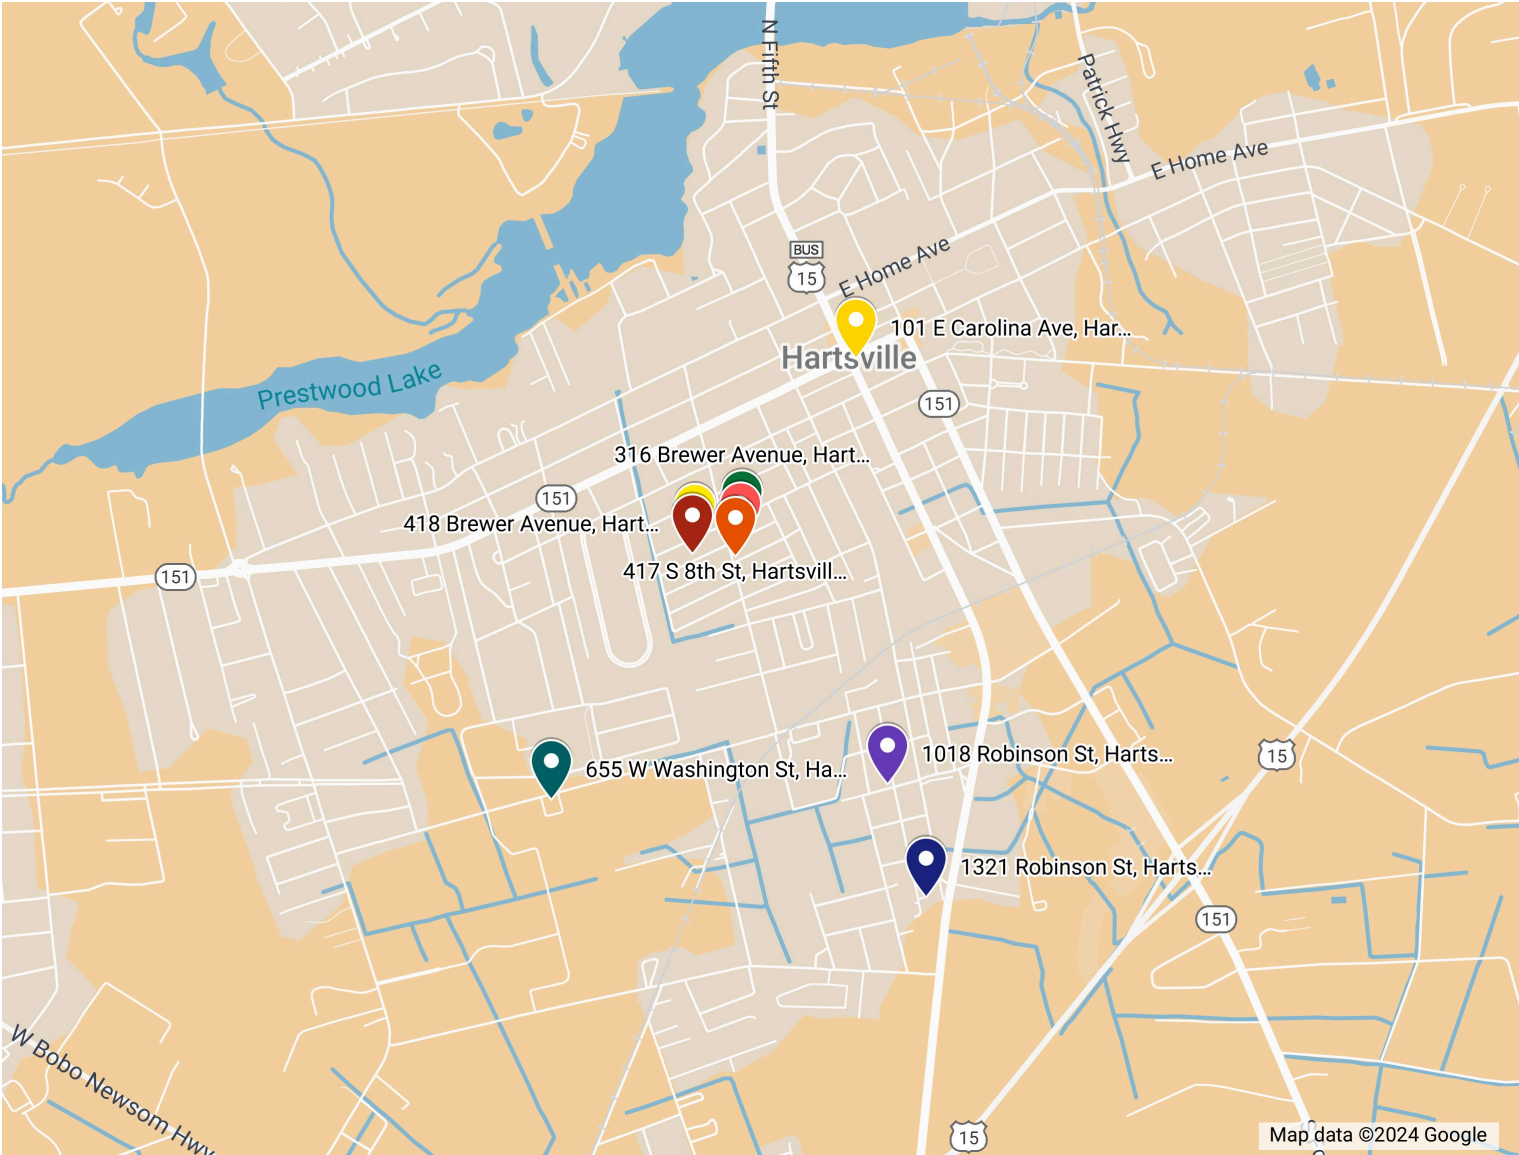 N Fifth St
Patrick Hwy
E Home Ave
BUS
15
E Home Ave
101 E Carolina Ave, Har...
Hartsville
Prestwood Lake
151
316 Brewer Avenue, Hart...
151
418 Brewer Avenue, Hart...
417 S 8th St, Hartsvill...
151
1018 Robinson St, Harts...
15
655 W Washington St, Ha...
1321 Robinson St, Harts...
151
W Bobo Newsom Hwy
15
Map data ©2024 Google